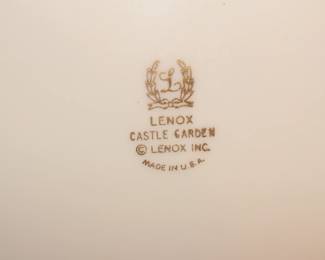 L
LENOX
CASTLE GARDEN
© LENOX INC.
MADE IN U.S.A.